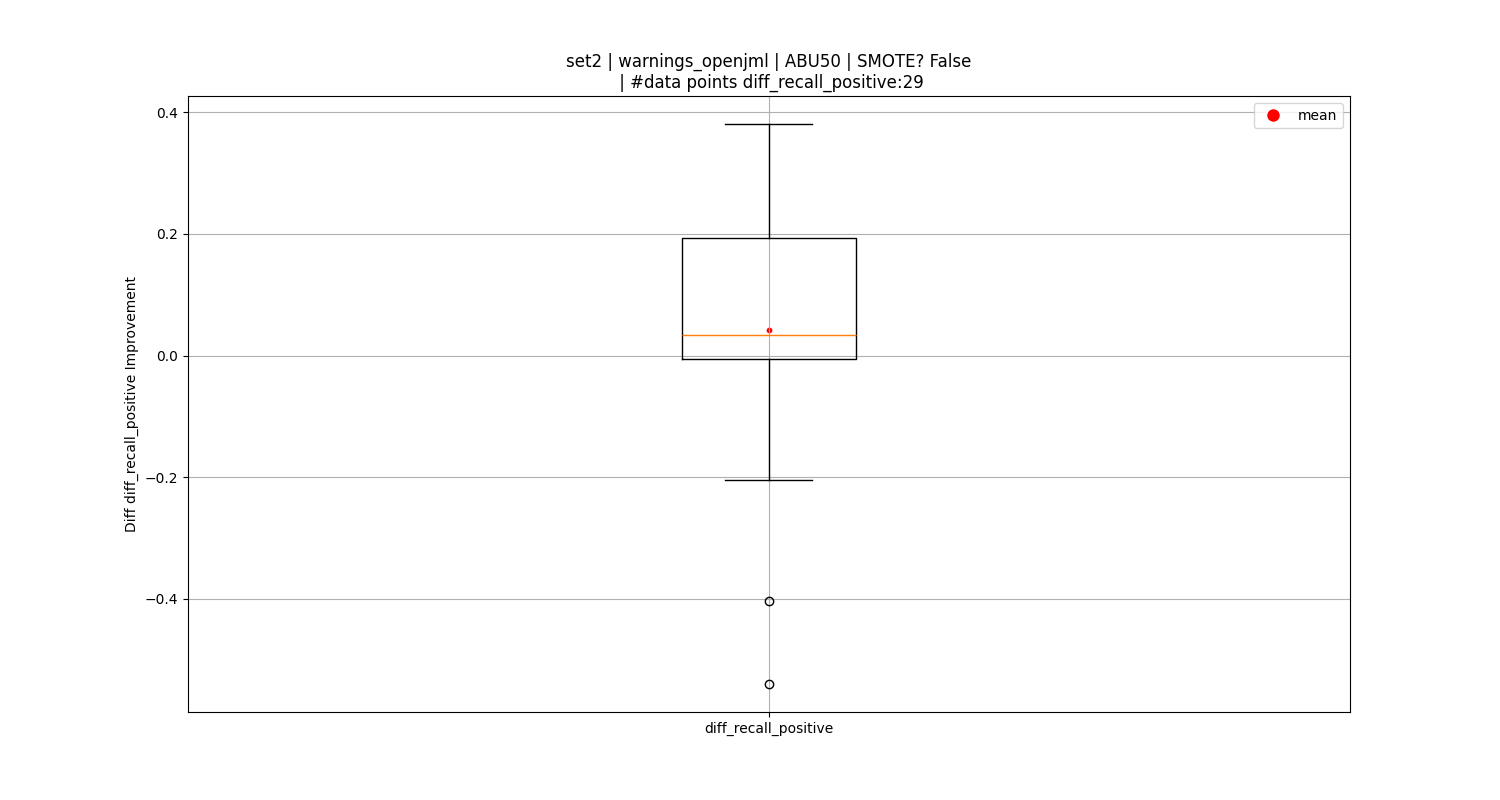 set2 | warnings_openjml | ABU50 | SMOTE? False
| #data points diff_recall_positive:29
mean
0.4
0.2
0.0
−0.2
−0.4
Diff diff_recall_positive Improvement
diff_recall_positive